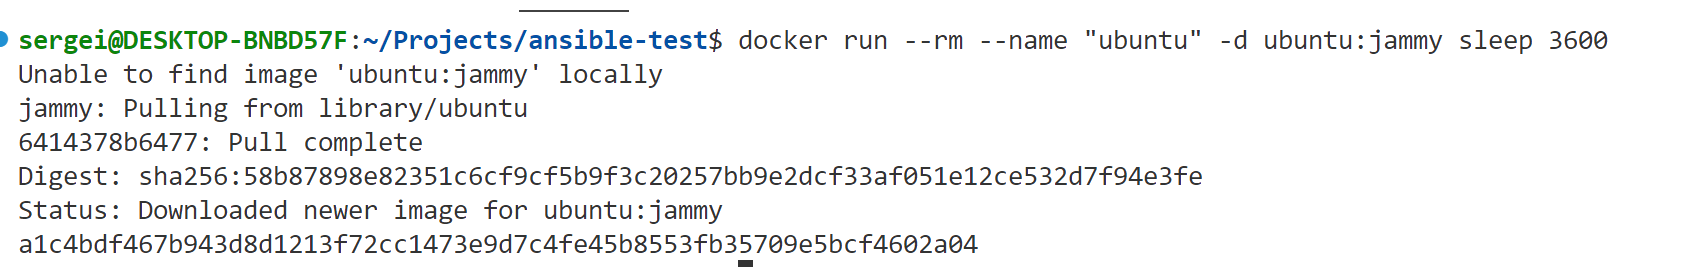 sergei@DESKTOP-BNBD57F:~/Projects/ansible-test$ docker run --rm --name "ubuntu" -d ubuntu:jammy sleep 3600
Unable to find image 'ubuntu:jammy' locally
jammy: Pulling from library/ubuntu
6414378b6477: Pull complete
Digest: sha256:58b87898e82351c6cf9cf5b9f3c20257bb9e2dcf33af051e12ce532d7f94e3fe
Status: Downloaded newer image for ubuntu:jammy
a1c4bdf467b943d8d1213f72cc1473e9d7c4fe45b8553fb35709e5bcf4602a04